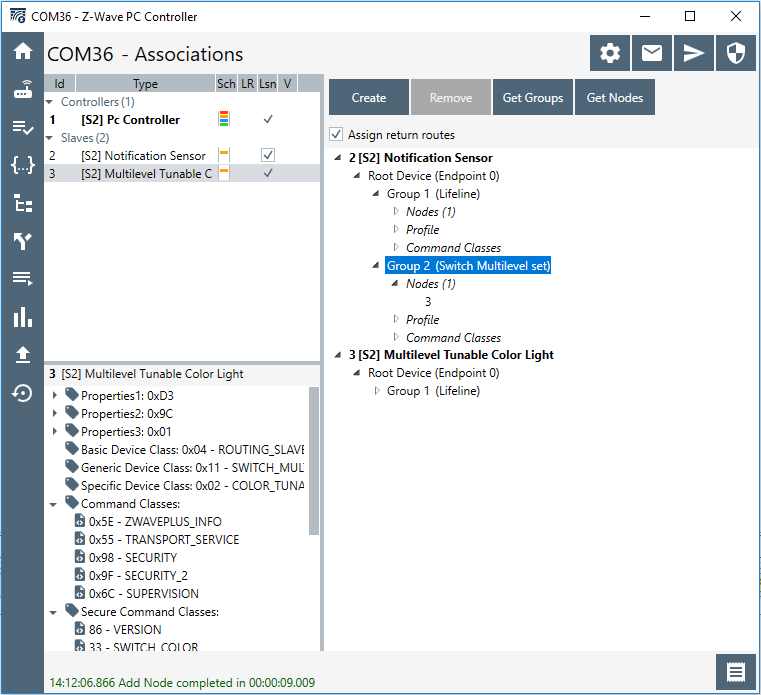 COM36 - Z-Wave PC Controller
COM36 - Associations
Id Type Sch LR Lsn V
Controllers (1)
1 [S2] Pc Controller
Slaves (2)
2 [S2] Notification Sensor
3 [S2] Multilevel Tunable C
Create Remove Get Groups Get Nodes
Assign return routes
2 [S2] Notification Sensor
Root Device (Endpoint 0)
Group 1 (Lifeline)
Nodes (1)
Profile
Command Classes
Group 2 (Switch Multilevel set)
Nodes (1)
3
Profile
Command Classes
3 [S2] Multilevel Tunable Color Light
Root Device (Endpoint 0)
Group 1 (Lifeline)
3 [S2] Multilevel Tunable Color Light
Properties1: 0xD3
Properties2: 0x9C
Properties3: 0x01
Basic Device Class: 0x04 - ROUTING_SLAVE
Generic Device Class: 0x11 - SWITCH_MUL
Specific Device Class: 0x02 - COLOR_TUNA
Command Classes:
0x5E - ZWAVEPLUS_INFO
0x55 - TRANSPORT_SERVICE
0x98 - SECURITY
0x9F - SECURITY_2
0x6C - SUPERVISION
Secure Command Classes:
86 - VERSION
33 - SWITCH_COLOR
14:12:06.866 Add Node completed in 00:00:09.009